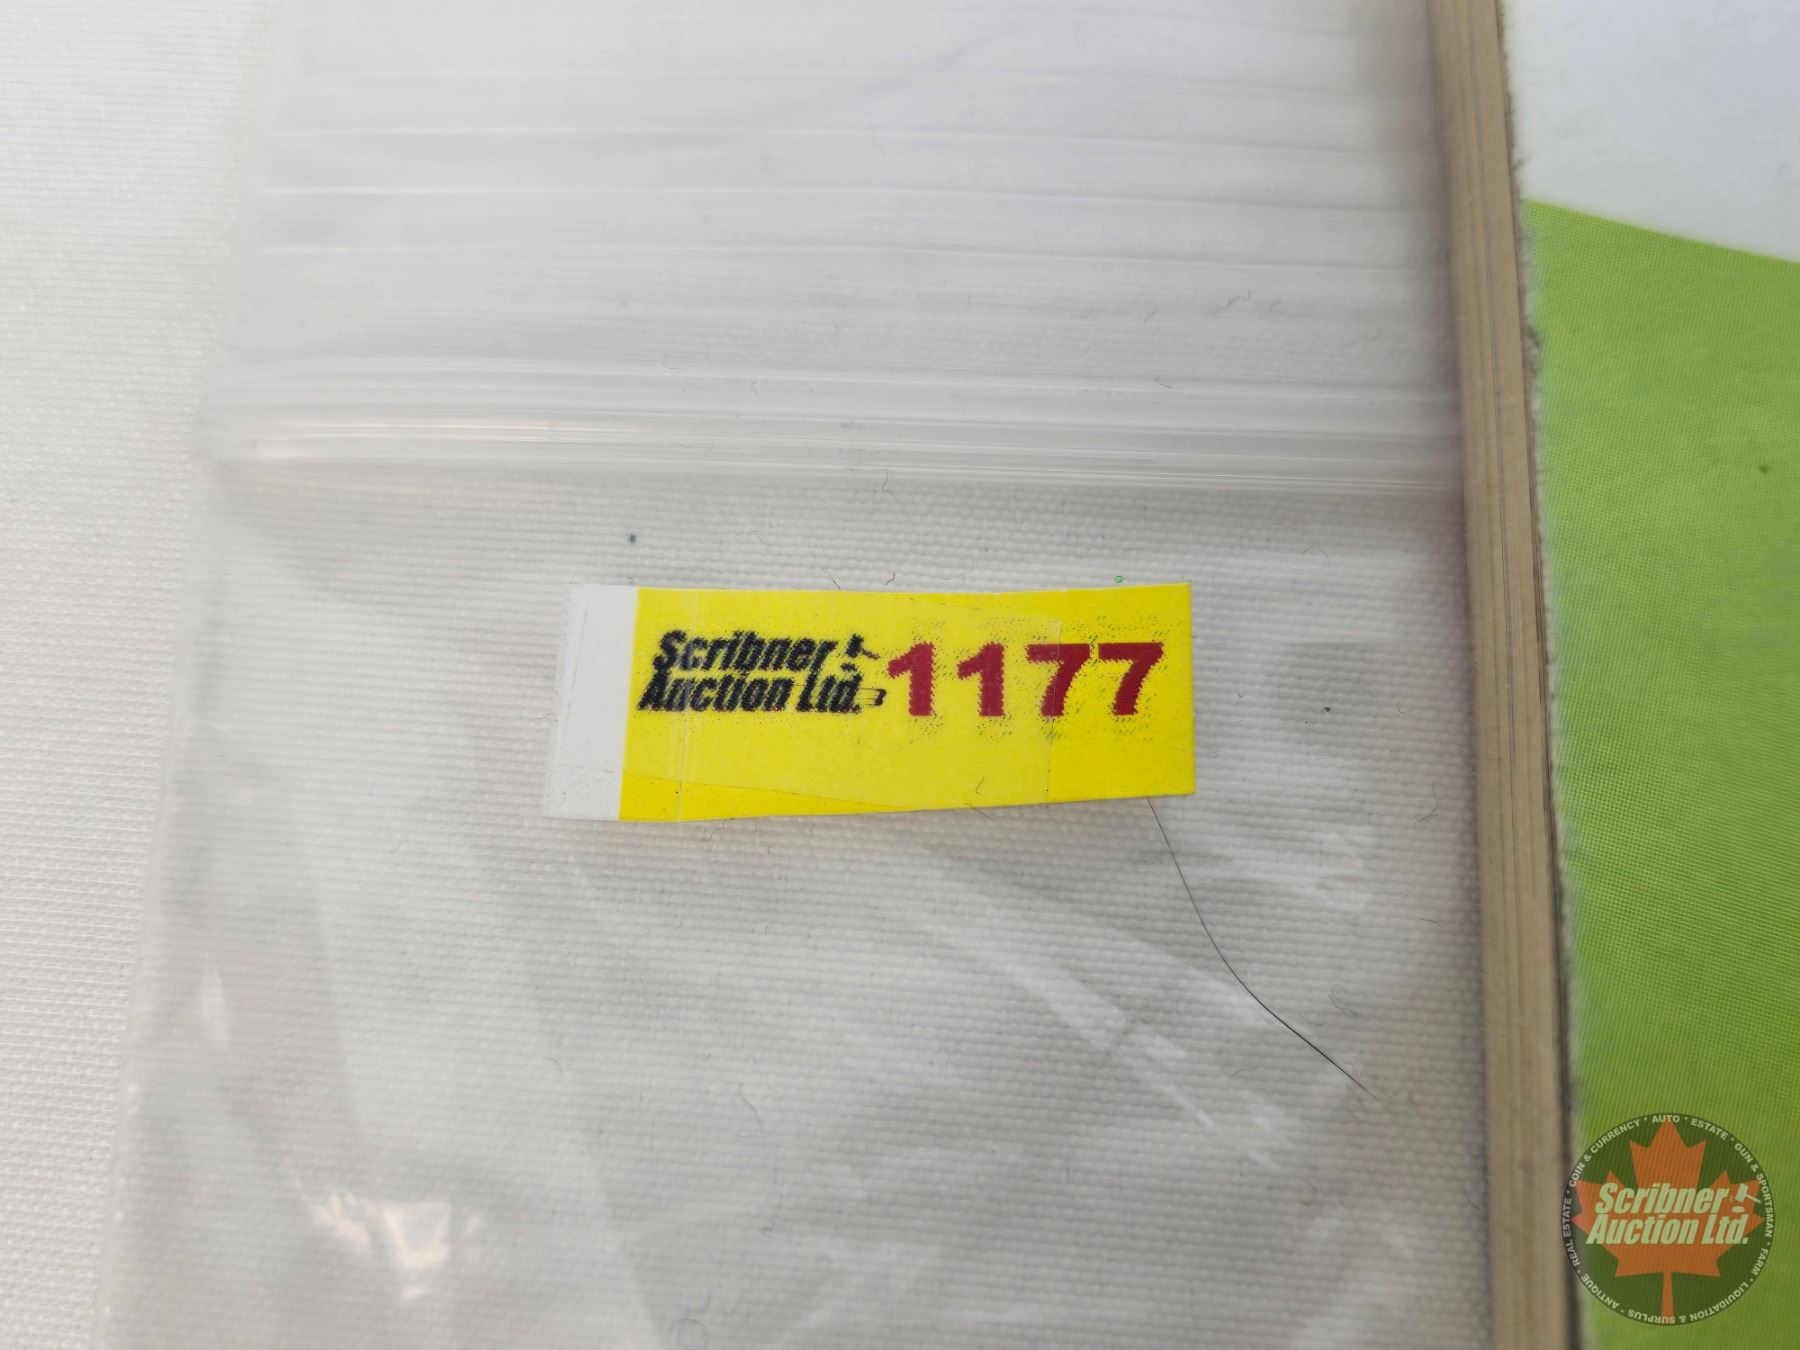 Scribner
Auction Ltd.
1177
REAL ESTATE · COIN & CURRENCY · AUTO · ESTATE · GUN & SPORTSMAN · FARM · LIQUIDATION & SURPLUS · ANTIQUE ·
Scribner
Auction Ltd.